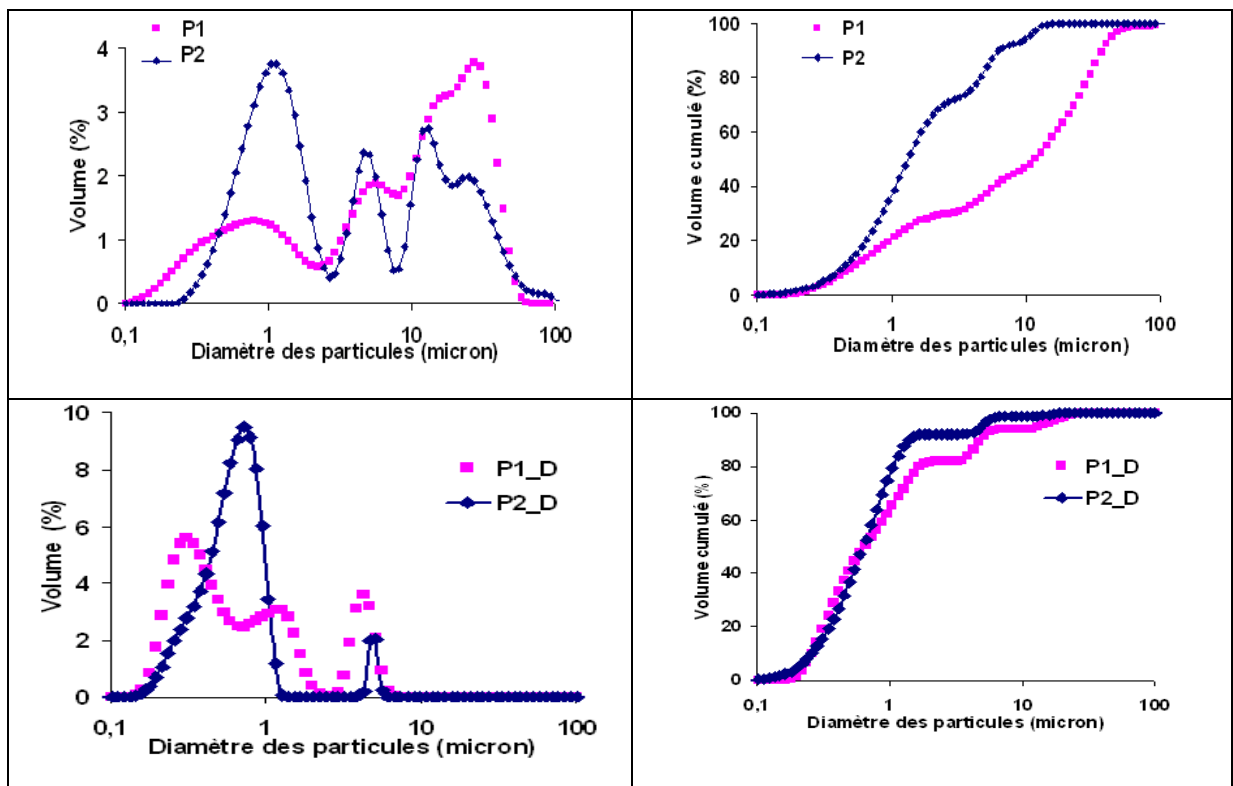 P1
P2
4
3
2
1
0
Volume (%)
0,1
1
10
100
Diamètre des particules (micron)
P1
P2
100
80
60
40
20
0
Volume cumulé (%)
0,1
1
10
100
Diamètre des particules (micron)
10
8
6
4
2
0
Volume (%)
P1_D
P2_D
0,1
1
10
100
Diamètre des particules (micron)
100
80
60
40
20
0
Volume cumulé (%)
P1_D
P2_D
0,1
1
10
100
Diamètre des particules (micron)